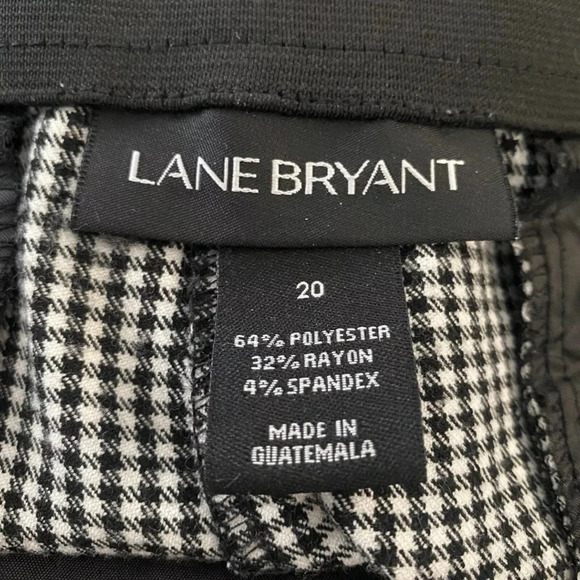 LANE BRYANT
20
64% POLYESTER
32% RAYON
4% SPANDEX
MADE IN
GUATEMALA